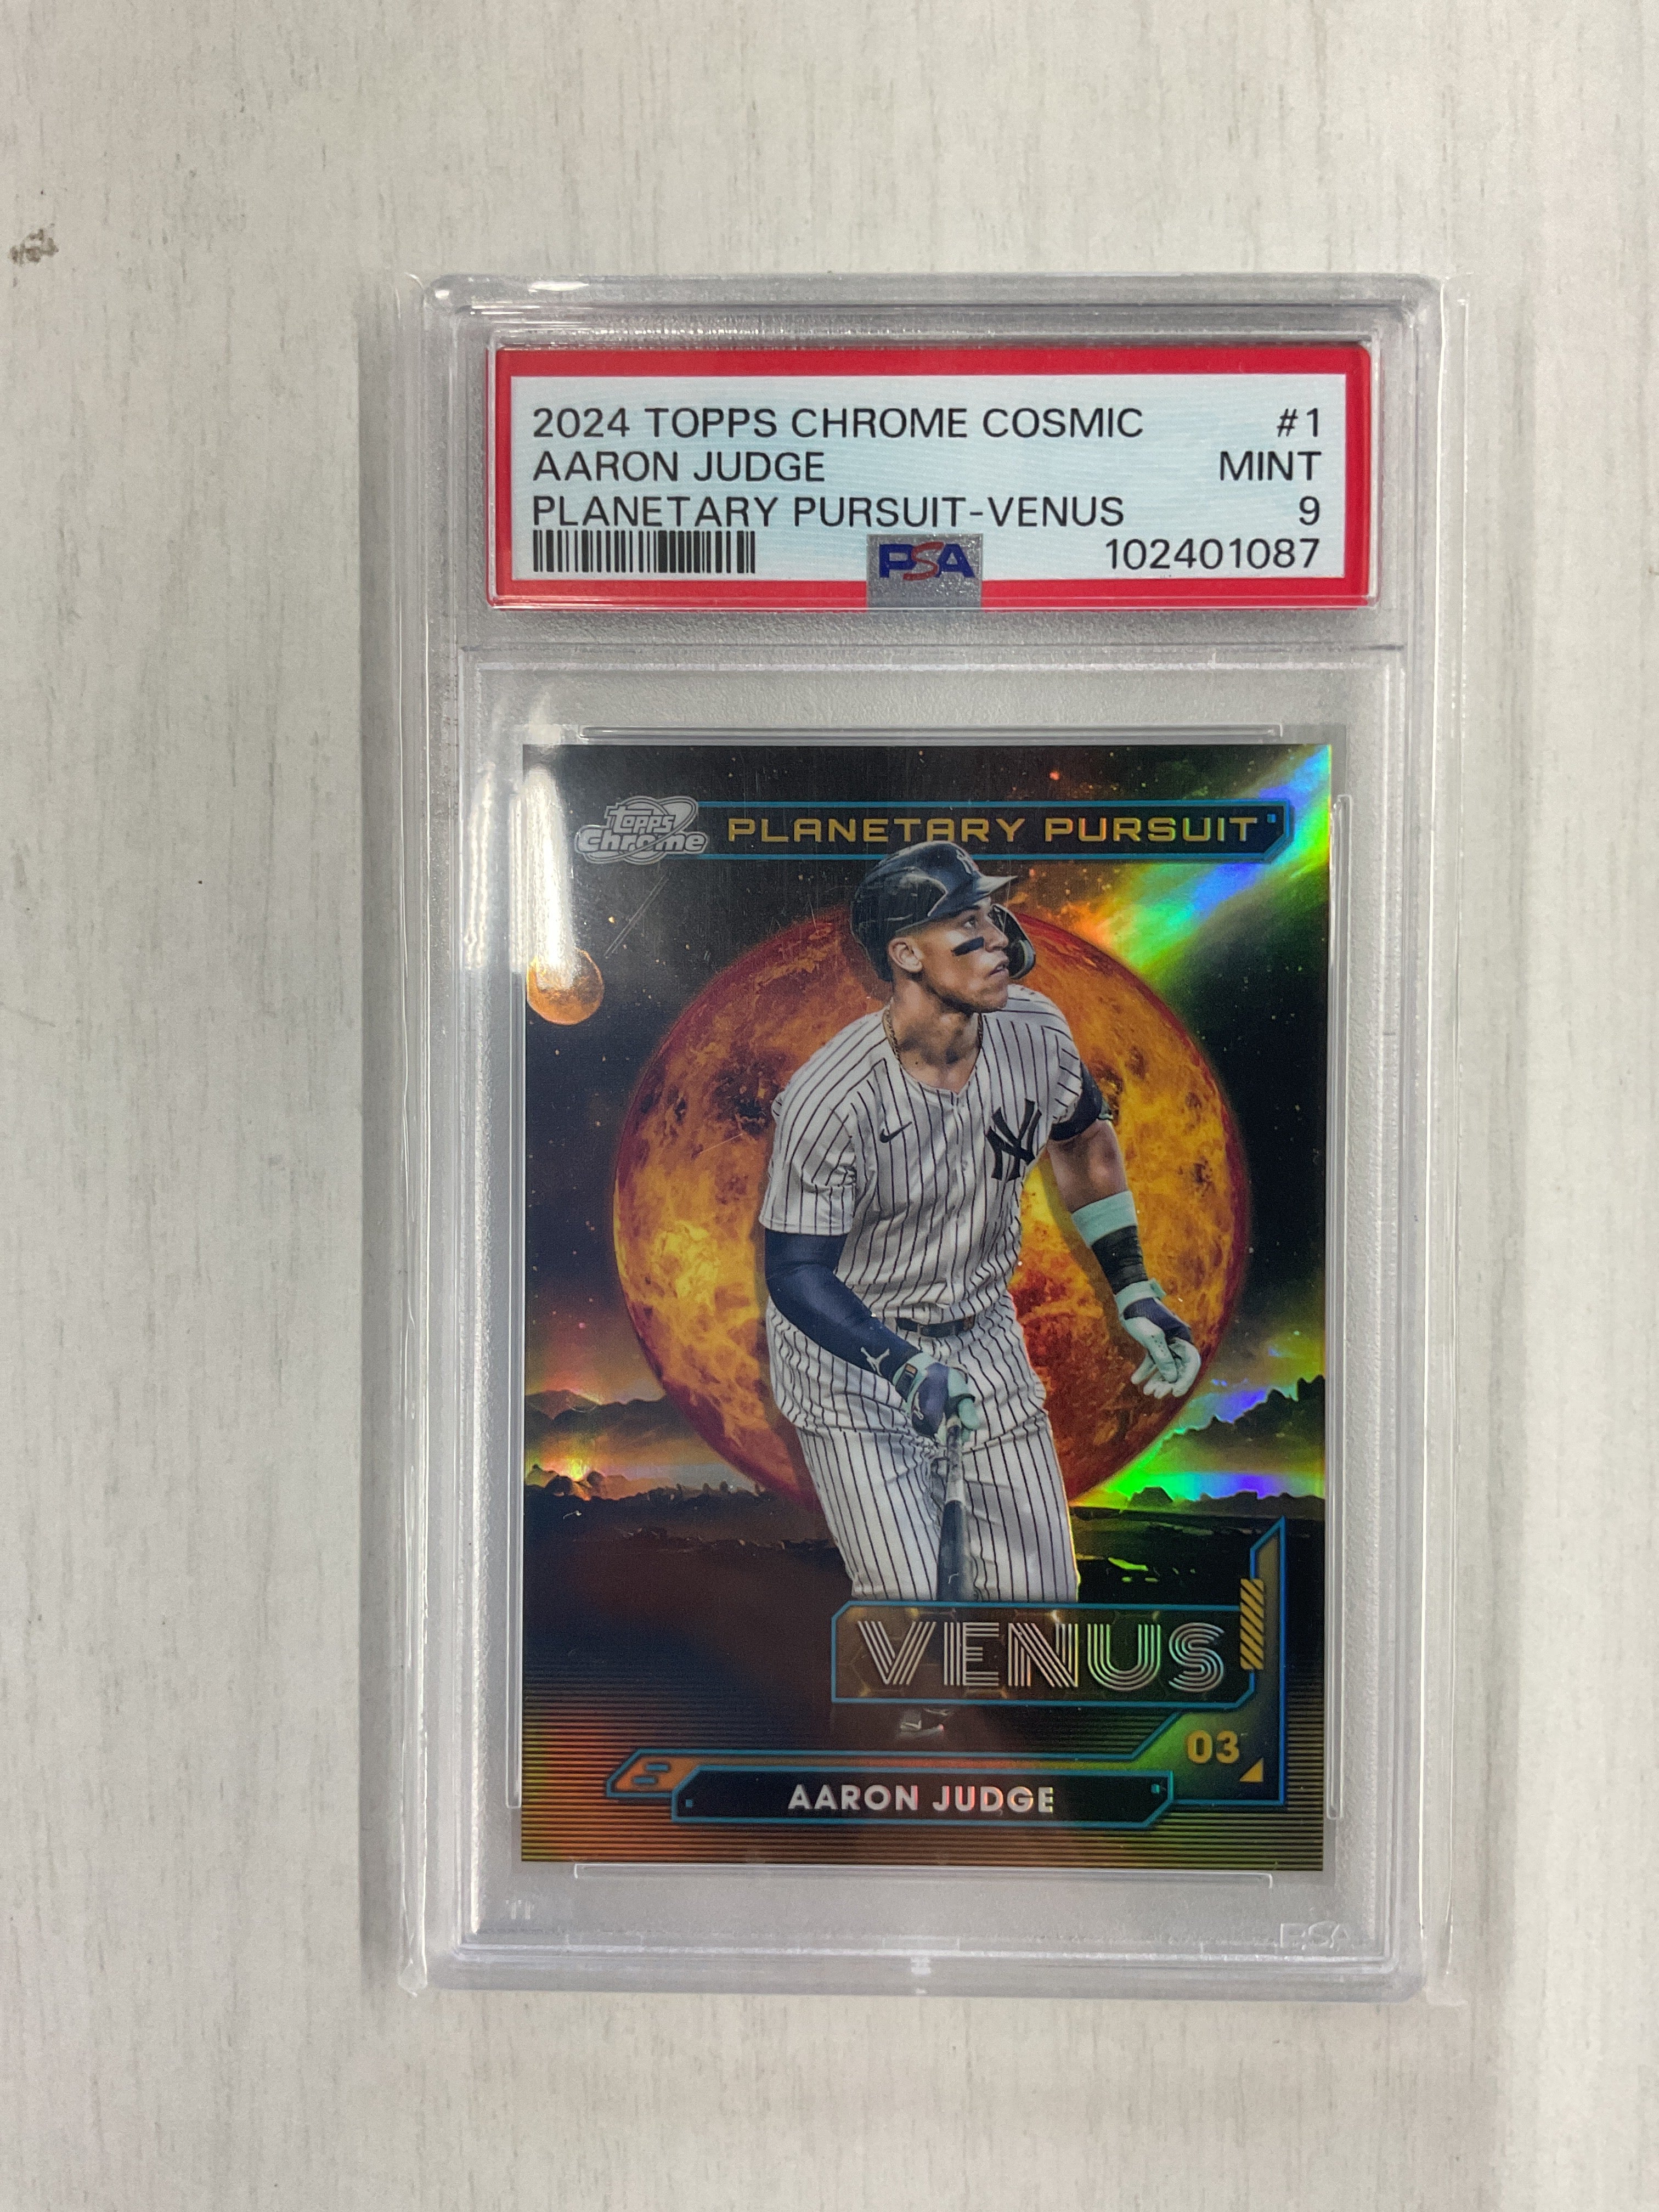 2024 TOPPS CHROME COSMIC #1
AARON JUDGE MINT
PLANETARY PURSUIT-VENUS 9
PSA 102401087
topps chrome PLANETARY PURSUIT
NY
VENUS
03
AARON JUDGE
PSA